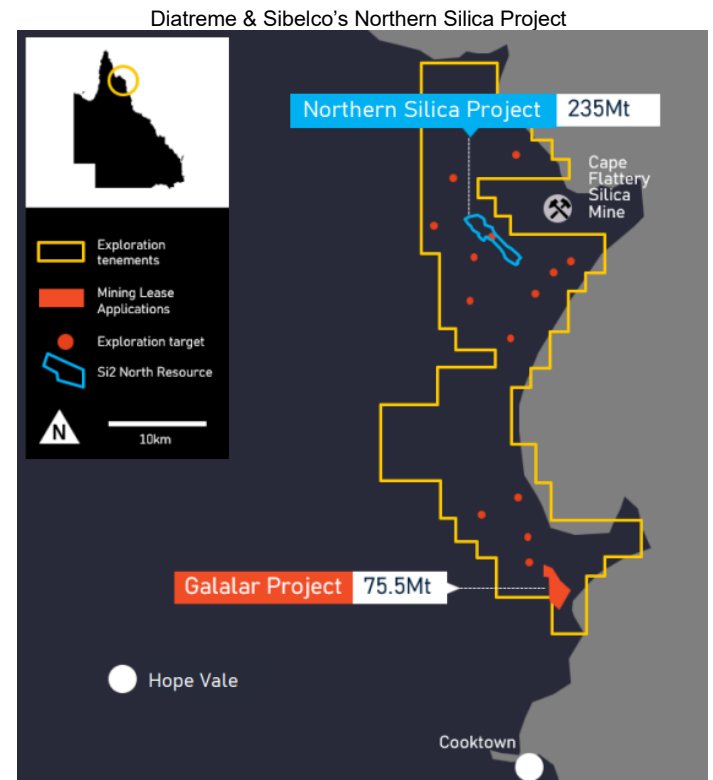 Diatreme & Sibelco’s Northern Silica Project
Northern Silica Project 235Mt
Cape
Flattery
Silica
Mine
Exploration
tenements
Mining Lease
Applications
Exploration target
Si2 North Resource
N
10km
Galalar Project 75.5Mt
Hope Vale
Cooktown